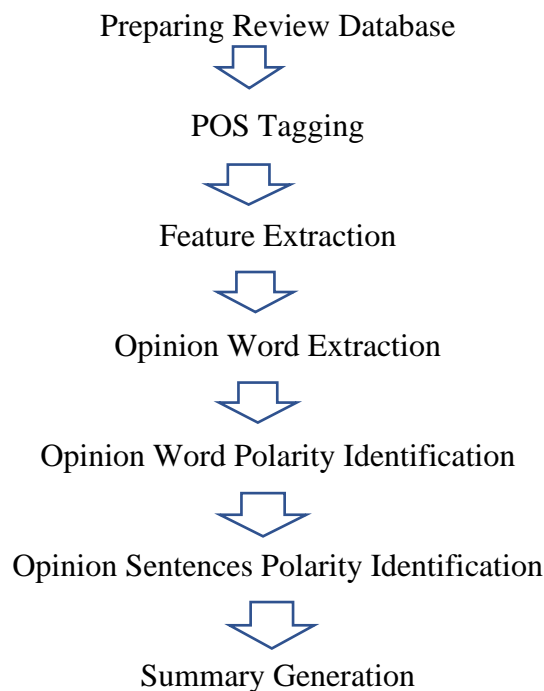 Preparing Review Database
POS Tagging
Feature Extraction
Opinion Word Extraction
Opinion Word Polarity Identification
Opinion Sentences Polarity Identification
Summary Generation